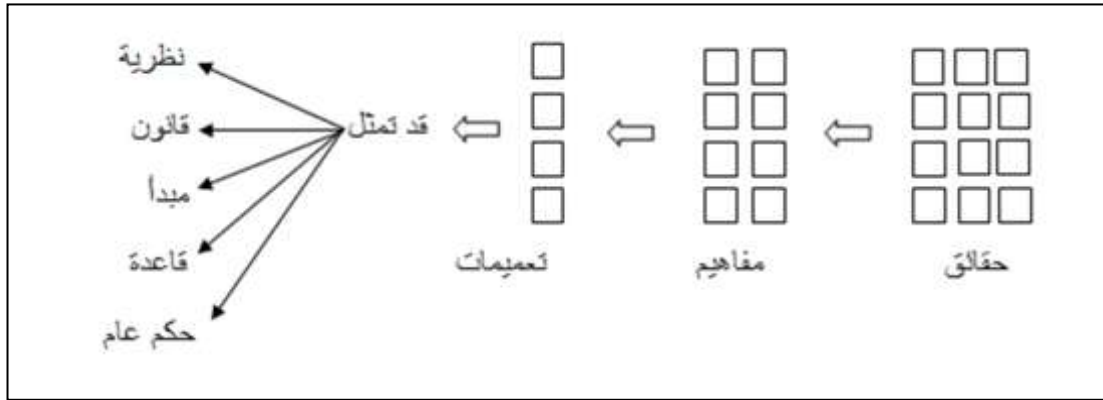 نظرية
قانون
قد تمثل
مبدأ
قاعدة
حقائق
مفاهيم
تعميمات
حكم عام